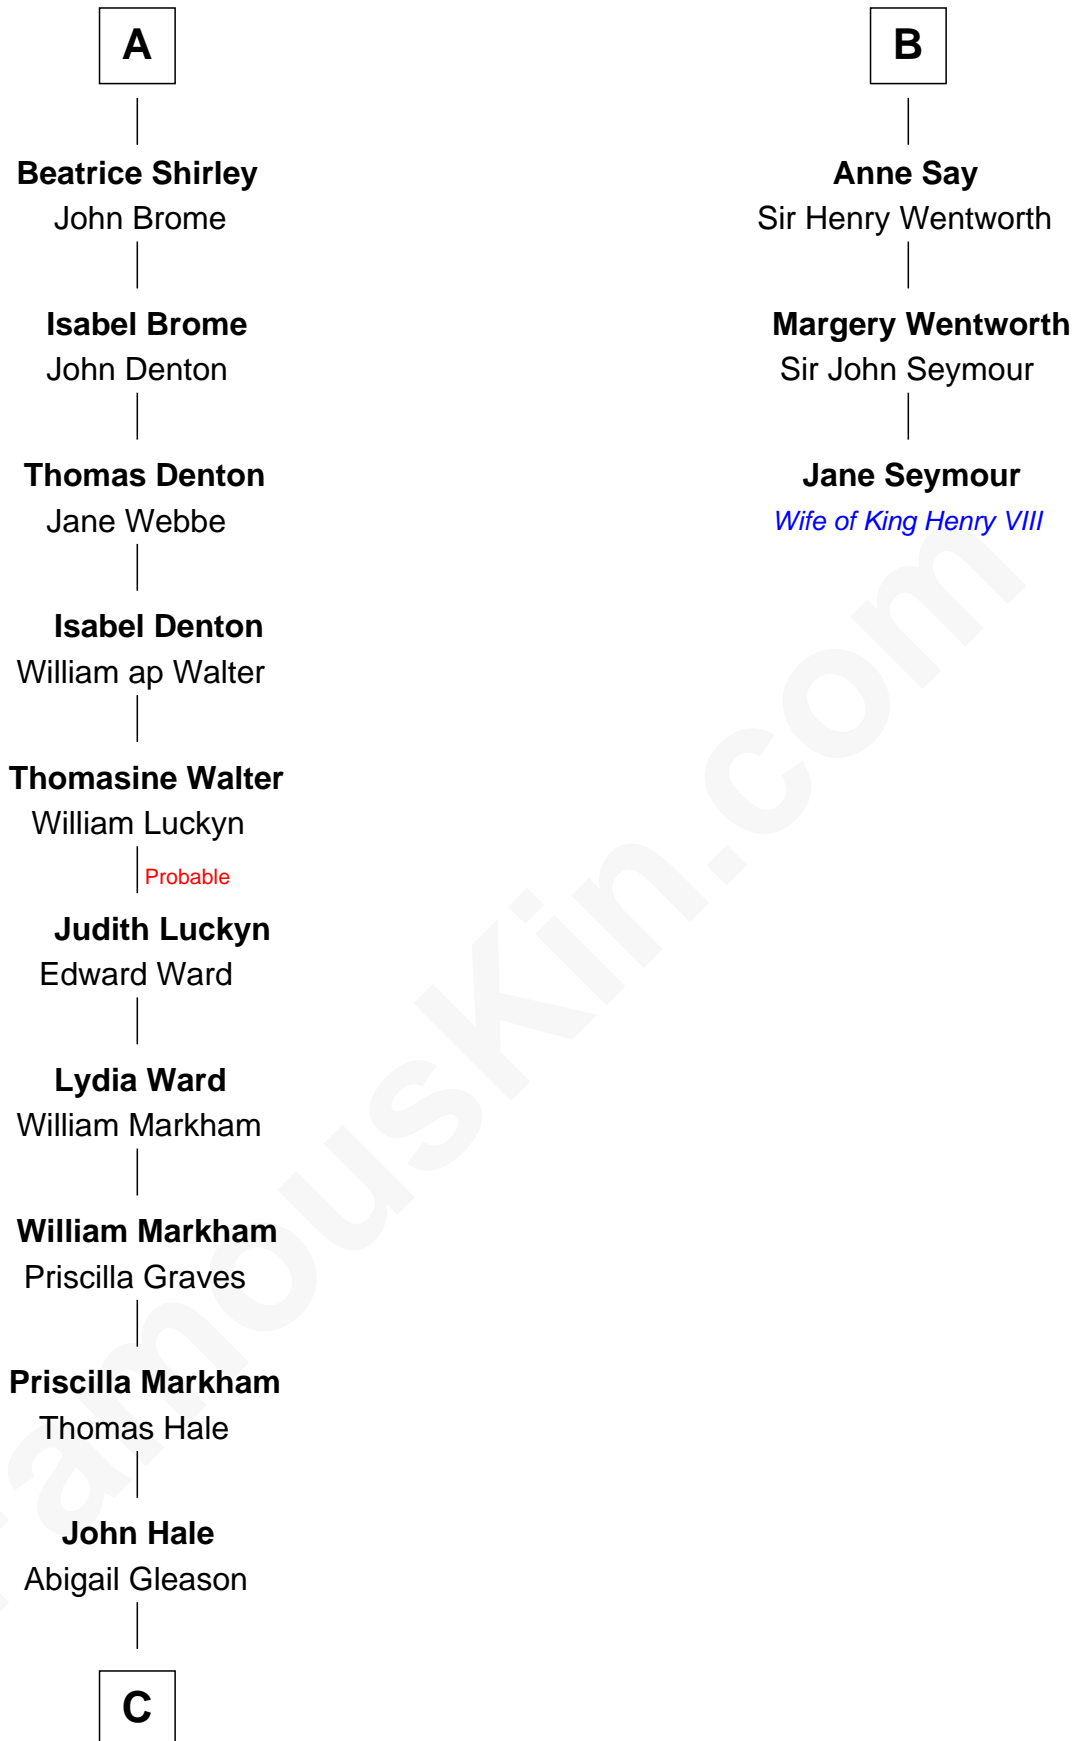 A
Beatrice Shirley
John Brome
Isabel Brome
John Denton
Thomas Denton
Jane Webbe
Isabel Denton
William ap Walter
Thomasine Walter
William Luckyn
Probable
Judith Luckyn
Edward Ward
Lydia Ward
William Markham
William Markham
Priscilla Graves
Priscilla Markham
Thomas Hale
John Hale
Abigail Gleason
C
B
Anne Say
Sir Henry Wentworth
Margery Wentworth
Sir John Seymour
Jane Seymour
Wife of King Henry VIII
FamousKin.com